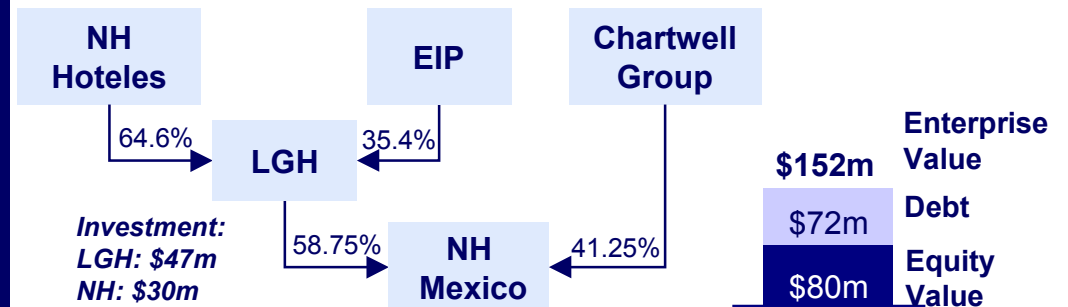 NH
Hoteles
EIP
Chartwell
Group
64.6%
35.4%
LGH
Enterprise
Value
$152m
Debt
$72m
Investment:
LGH: $47m
NH: $30m
58.75%
NH
Mexico
41.25%
Equity
Value
$80m